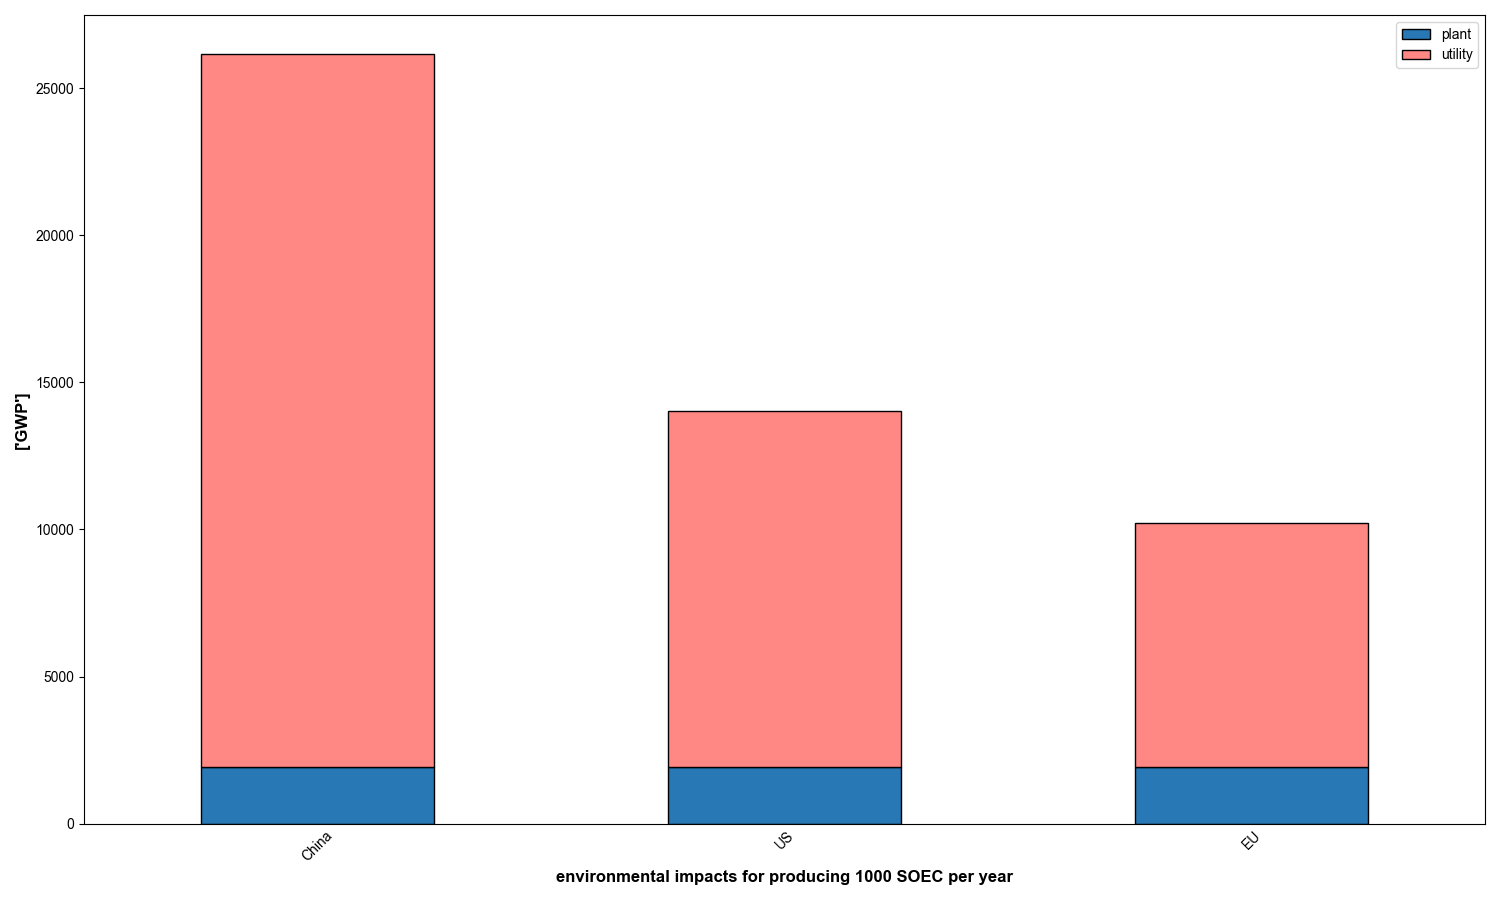 plant
utility
25000
20000
15000
10000
5000
0
['GWP']
China
US
EU
environmental impacts for producing 1000 SOEC per year